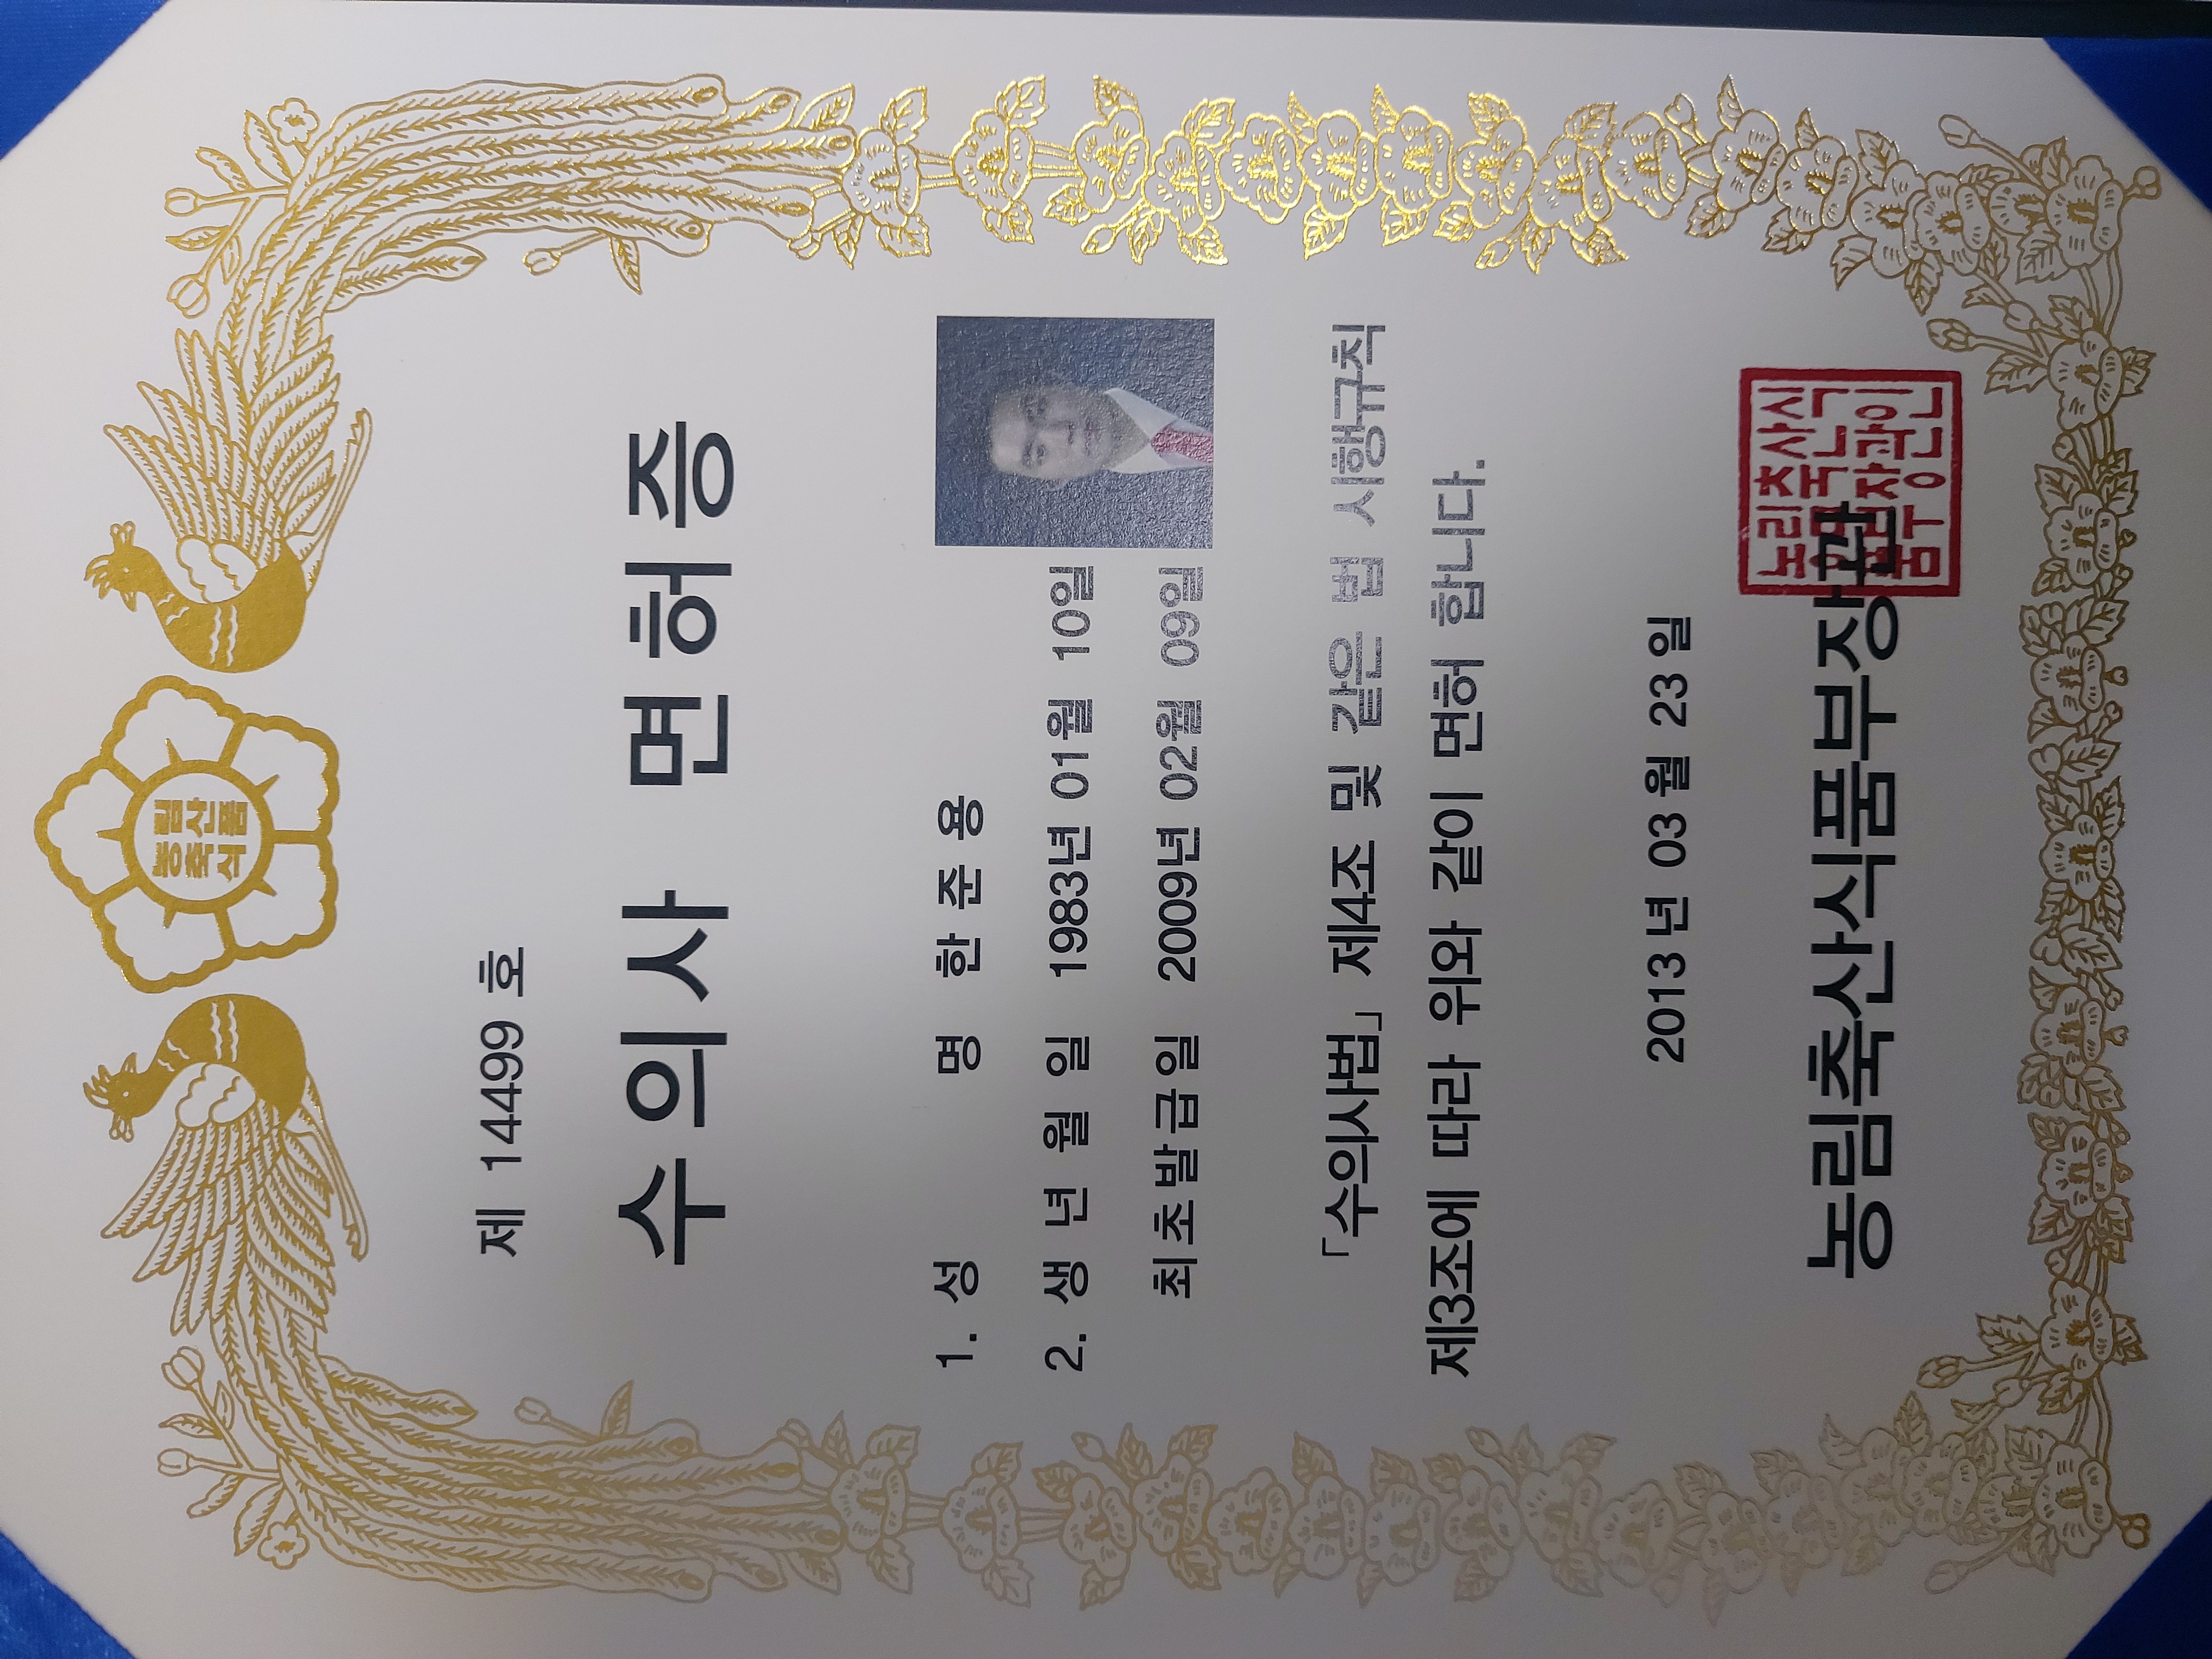 농림
축산
식품
제 14499 호
수의사 면허증
1. 성 명 한 준 용
2. 생 년 월 일 1983년 01월 10일
최초발급일 2009년 02월 09일
「수의사법」 제4조 및 같은 법 시행규칙
제3조에 따라 위와 같이 면허 합니다.
2013 년 03 월 23 일
농림축산식품부장관
농림축산식
품부장관인